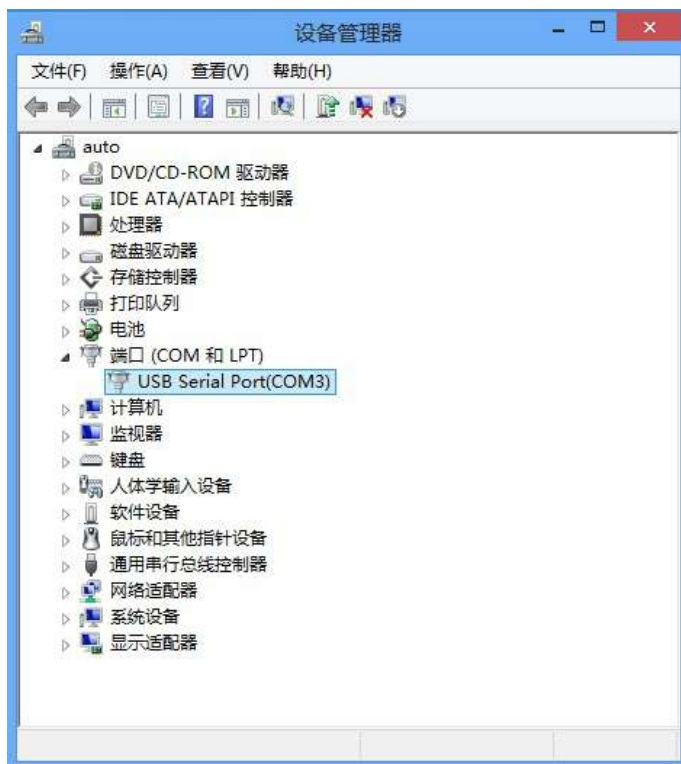 设备管理器
文件(F) 操作(A) 查看(V) 帮助(H)
auto
DVD/CD-ROM 驱动器
IDE ATA/ATAPI 控制器
处理器
磁盘驱动器
存储控制器
打印队列
电池
端口 (COM 和 LPT)
USB Serial Port(COM3)
计算机
监视器
键盘
人体学输入设备
软件设备
鼠标和其他指针设备
通用串行总线控制器
网络适配器
系统设备
显示适配器